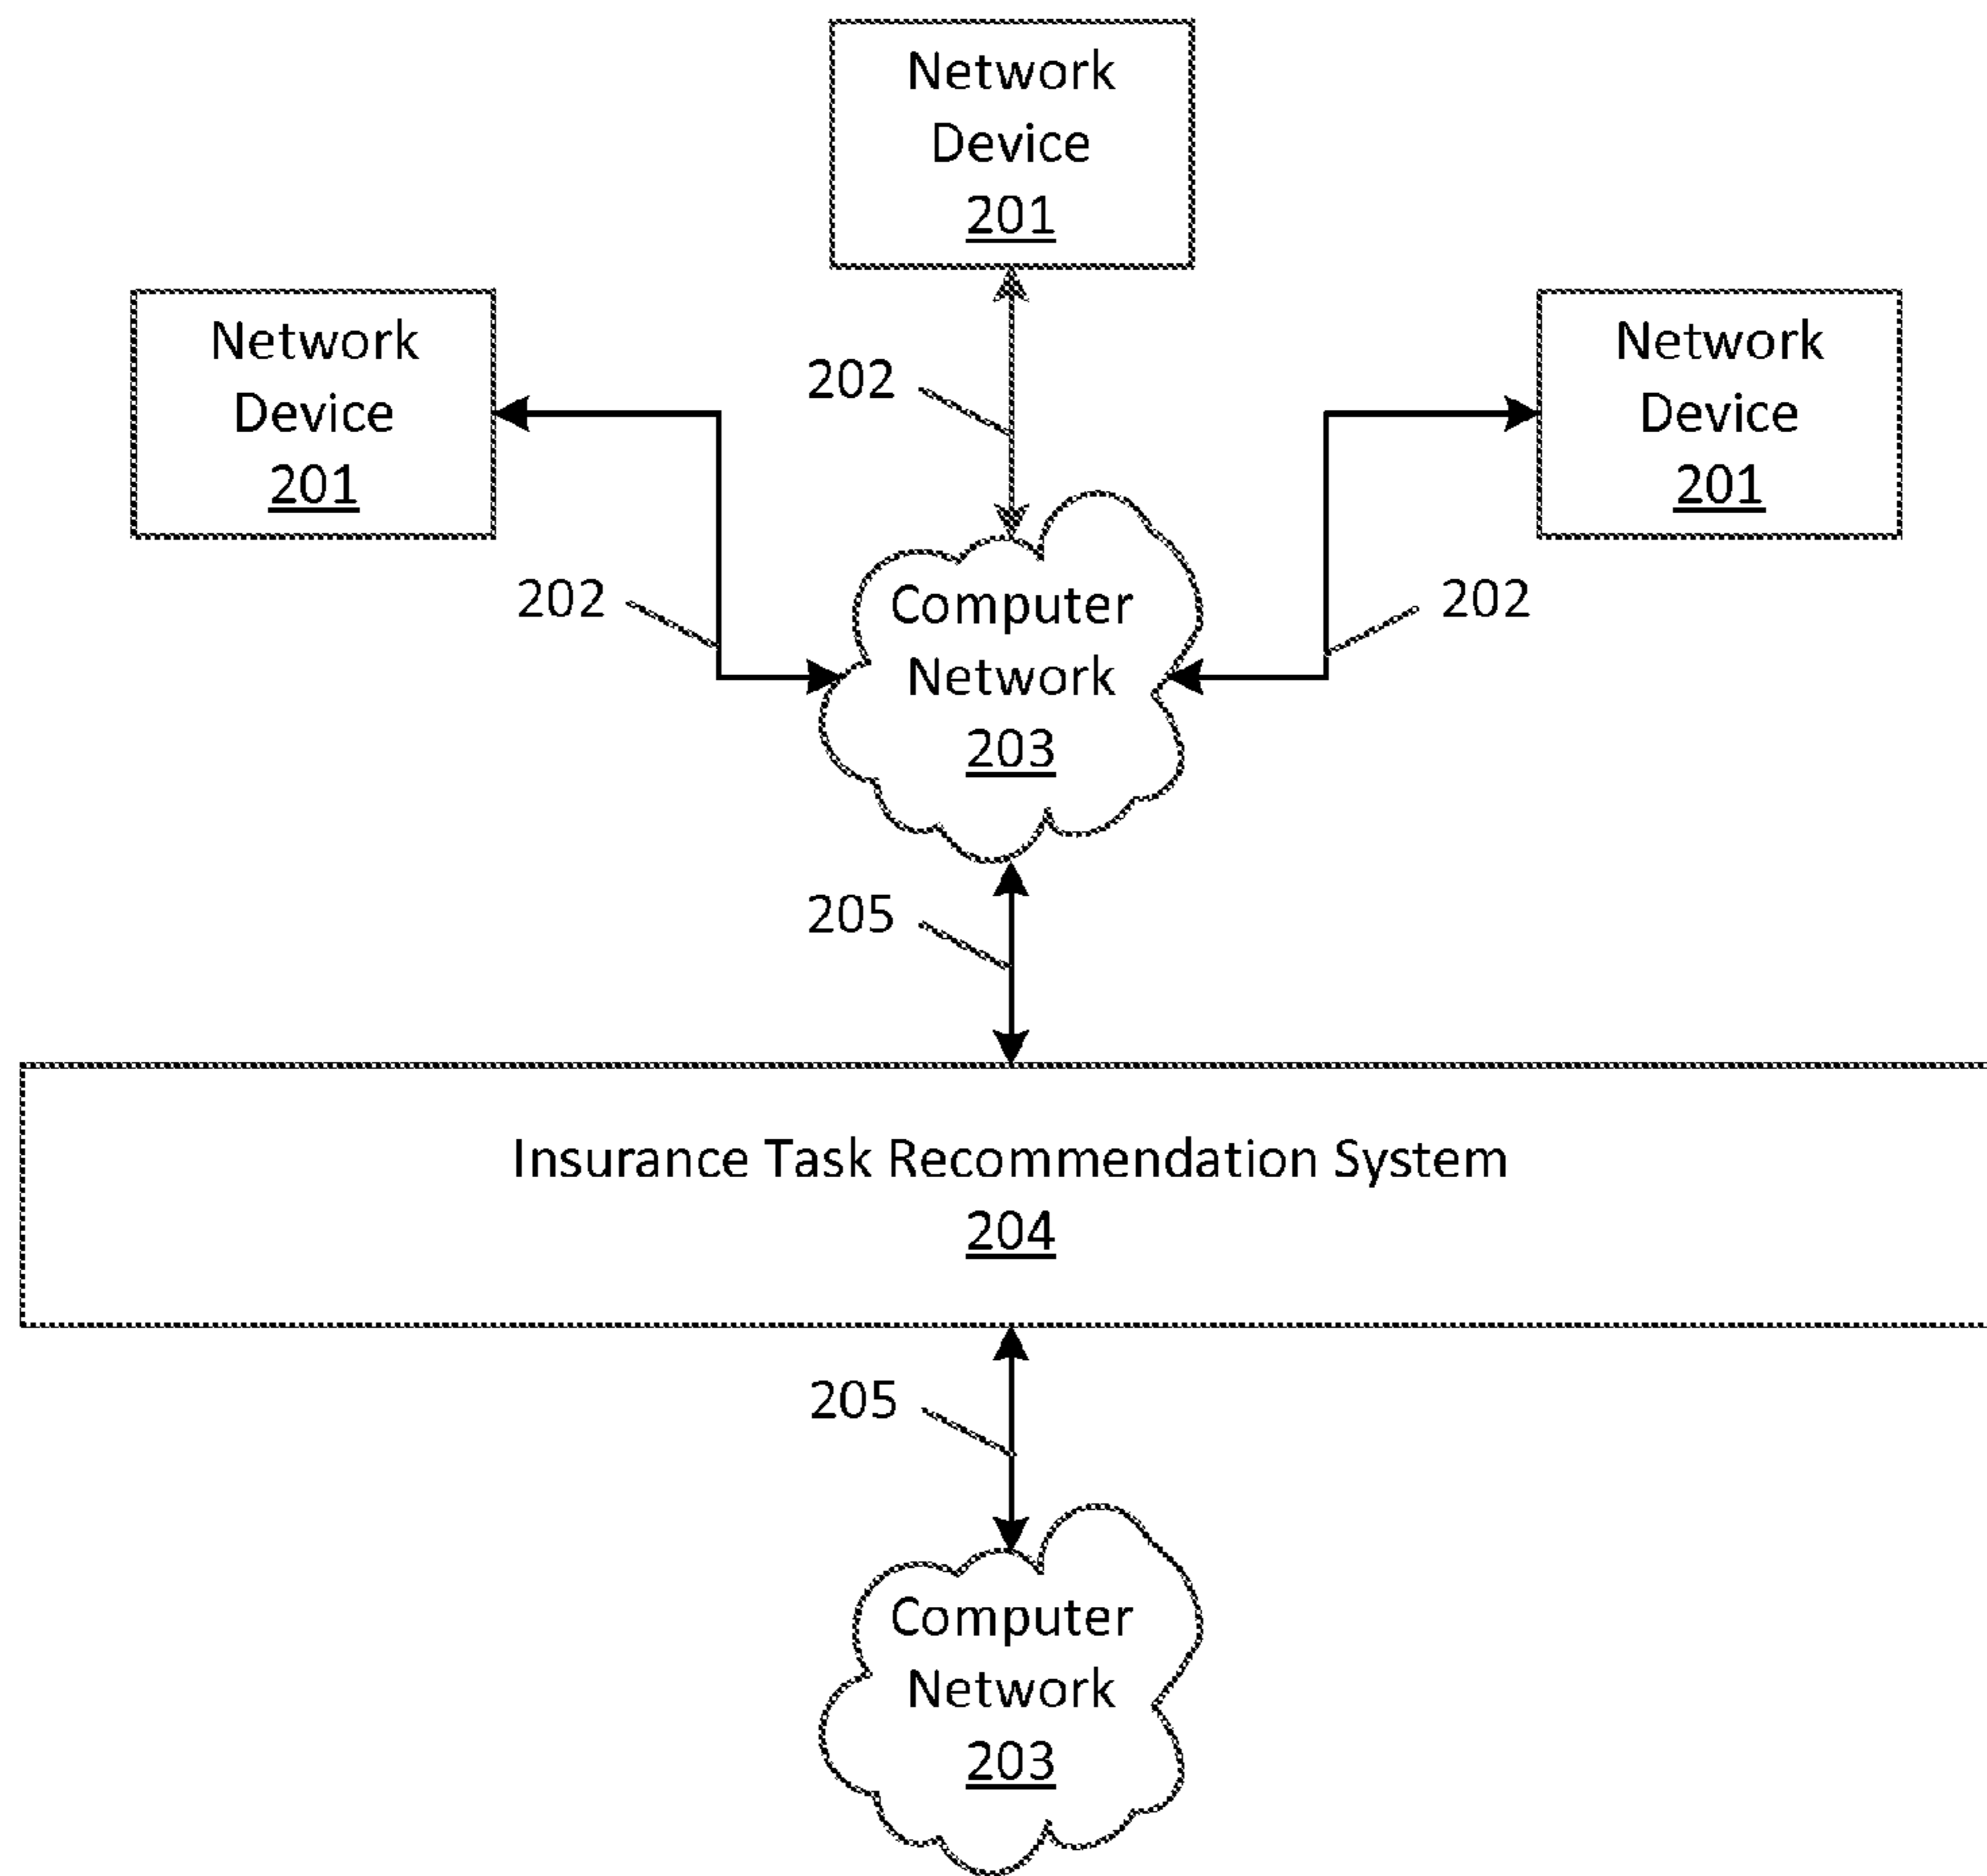 Network
Device
201
Network
Device
201
202
Network
Device
201
202
Computer
Network
203
202
205
Insurance Task Recommendation System
204
205
Computer
Network
203